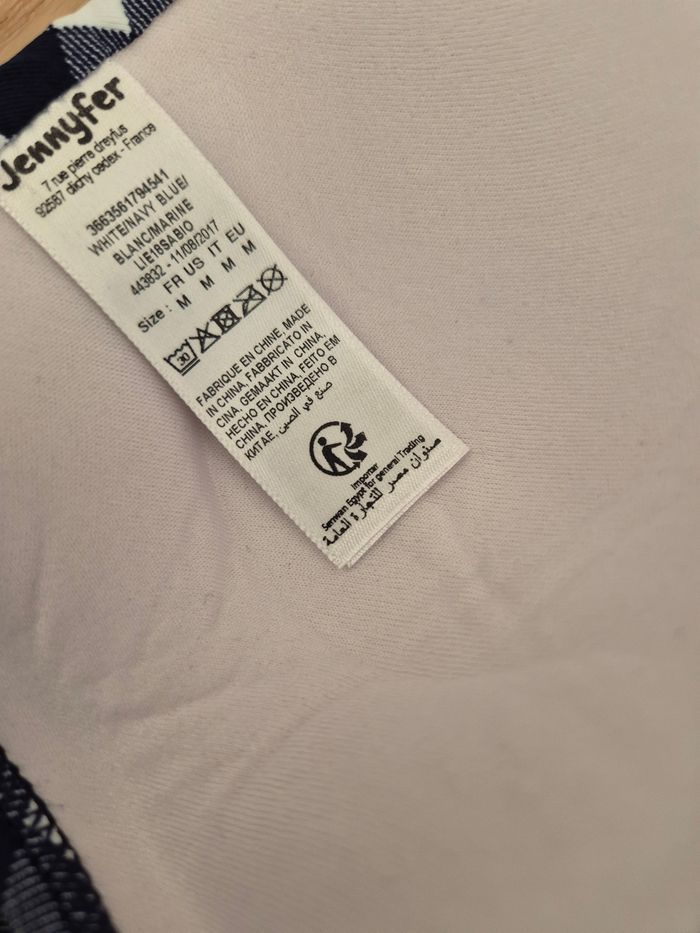 Jennyfer
7 rue pierre dreyfus
92587 clichy cedex - France
3663561794541
WHITE/NAVY BLUE/
BLANC/MARINE
LIE18SABIO
443832 - 11/08/2017
FR US IT EU
Size : M M M M
30
FABRIQUE EN CHINE, MADE
IN CHINA, FABBRICATO IN
CINA, GEMAAKT IN CHINA,
HECHO EN CHINA, FEITO EM
CHINA, ПРОИЗВЕДЕНО В
КИТАЕ, صنع في الصين
Importer
Senwan Egypt for general Trading
صنوان مصر للتجارة العامة